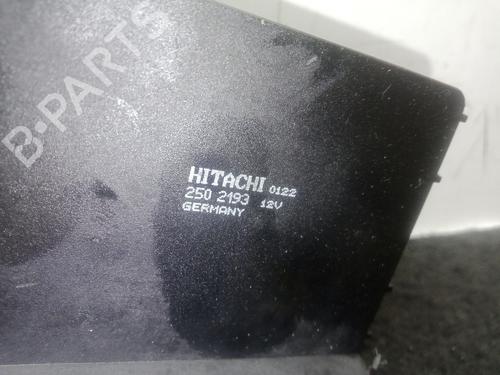 B-PARTS
HITACHI 0122
250 2193 12V
GERMANY